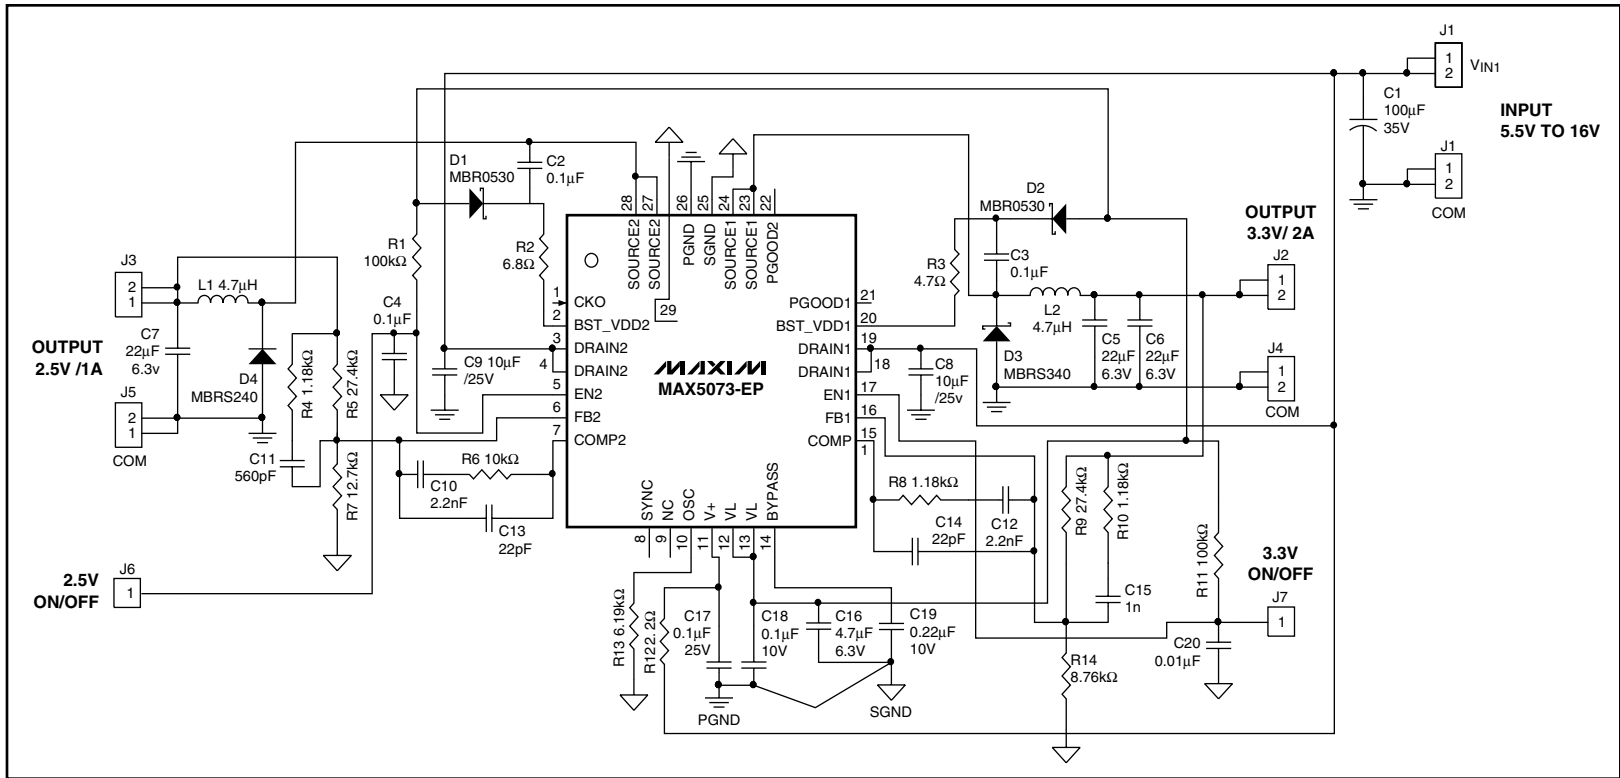 J1
1
2
VIN1
C1
100µF
35V
INPUT
5.5V TO 16V
J1
1
2
COM
D1
MBR0530
C2
0.1µF
D2
MBR0530
OUTPUT
3.3V/ 2A
J2
1
2
28
27
26
25
24
23
22
SOURCE2
SOURCE2
PGND
SGND
SOURCE1
SOURCE1
PGOOD2
R1
100kΩ
R2
6.8Ω
R3
4.7Ω
C3
0.1µF
J3
2
1
L1 4.7µH
C4
0.1µF
L2
4.7µH
1
CKO
2
BST_VDD2
3
DRAIN2
4
DRAIN2
5
EN2
6
FB2
7
COMP2
29
PGOOD1
21
BST_VDD1
20
DRAIN1
19
DRAIN1
18
EN1
17
FB1
16
COMP
15
1
MAXIM
MAX5073-EP
OUTPUT
2.5V /1A
C7
22µF
6.3v
D4
MBRS240
R4 1.18kΩ
R5 27.4kΩ
C9 10µF
/25V
C8
10µF
/25v
D3
MBRS340
C5
22µF
6.3V
C6
22µF
6.3V
J4
1
2
COM
J5
2
1
COM
C11
560pF
R7 12.7kΩ
R6 10kΩ
C10
2.2nF
C13
22pF
SYNC
NC
OSC
V+
VL
VL
BYPASS
8
9
10
11
12
13
14
R8 1.18kΩ
C14
22pF
C12
2.2nF
R9 27.4kΩ
R10 1.18kΩ
R11 100kΩ
3.3V
ON/OFF
J7
1
2.5V
ON/OFF
J6
1
R13 6.19kΩ
R122.2Ω
C17
0.1µF
25V
C18
0.1µF
10V
C16
4.7µF
6.3V
C19
0.22µF
10V
C15
1n
C20
0.01µF
R14
8.76kΩ
PGND
SGND